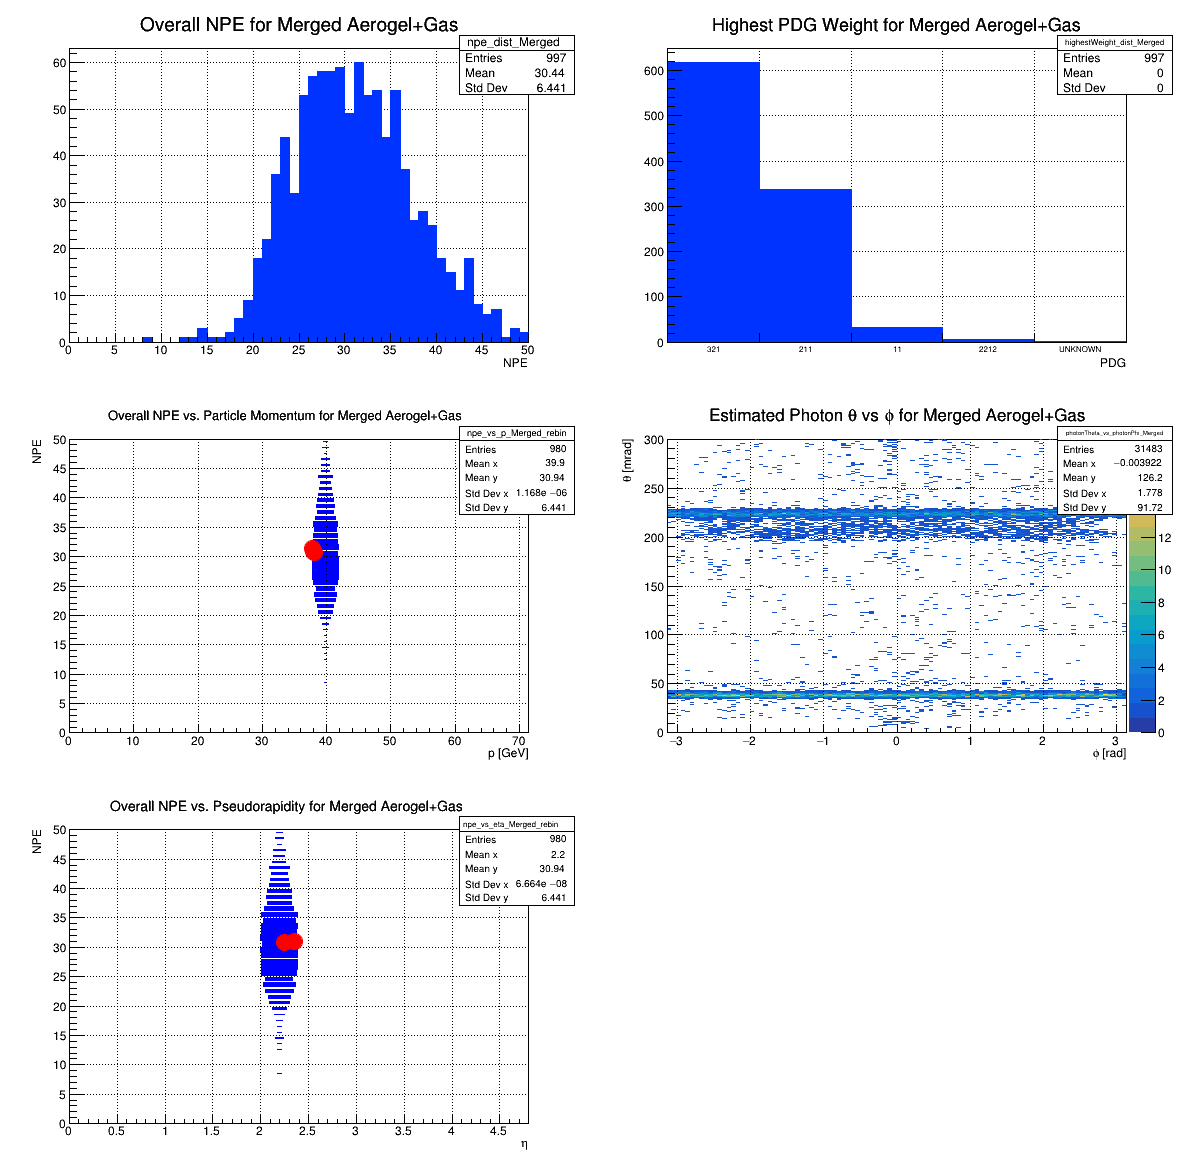 Overall NPE for Merged Aerogel+Gas
npe_dist_Merged
Entries 997
Mean 30.44
Std Dev 6.441
60
50
40
30
20
10
0
0 5 10 15 20 25 30 35 40 45 50
NPE
Highest PDG Weight for Merged Aerogel+Gas
highestWeight_dist_Merged
Entries 997
Mean 0
Std Dev 0
600
500
400
300
200
100
0
321 211 11 2212 UNKNOWN
PDG
Overall NPE vs. Particle Momentum for Merged Aerogel+Gas
npe_vs_p_Merged_rebin
Entries 980
Mean x 39.9
Mean y 30.94
Std Dev x 1.168e −06
Std Dev y 6.441
NPE
50
45
40
35
30
25
20
15
10
5
0
0 10 20 30 40 50 60 70
p [GeV]
Estimated Photon θ vs ϕ for Merged Aerogel+Gas
photonTheta_vs_photonPhi_Merged
Entries 31483
Mean x −0.003922
Mean y 126.2
Std Dev x 1.778
Std Dev y 91.72
θ [mrad]
300
250
200
150
100
50
0
−3 −2 −1 0 1 2 3
ϕ [rad]
12
10
8
6
4
2
0
Overall NPE vs. Pseudorapidity for Merged Aerogel+Gas
npe_vs_eta_Merged_rebin
Entries 980
Mean x 2.2
Mean y 30.94
Std Dev x 6.664e −08
Std Dev y 6.441
NPE
50
45
40
35
30
25
20
15
10
5
0
0 0.5 1 1.5 2 2.5 3 3.5 4 4.5
η